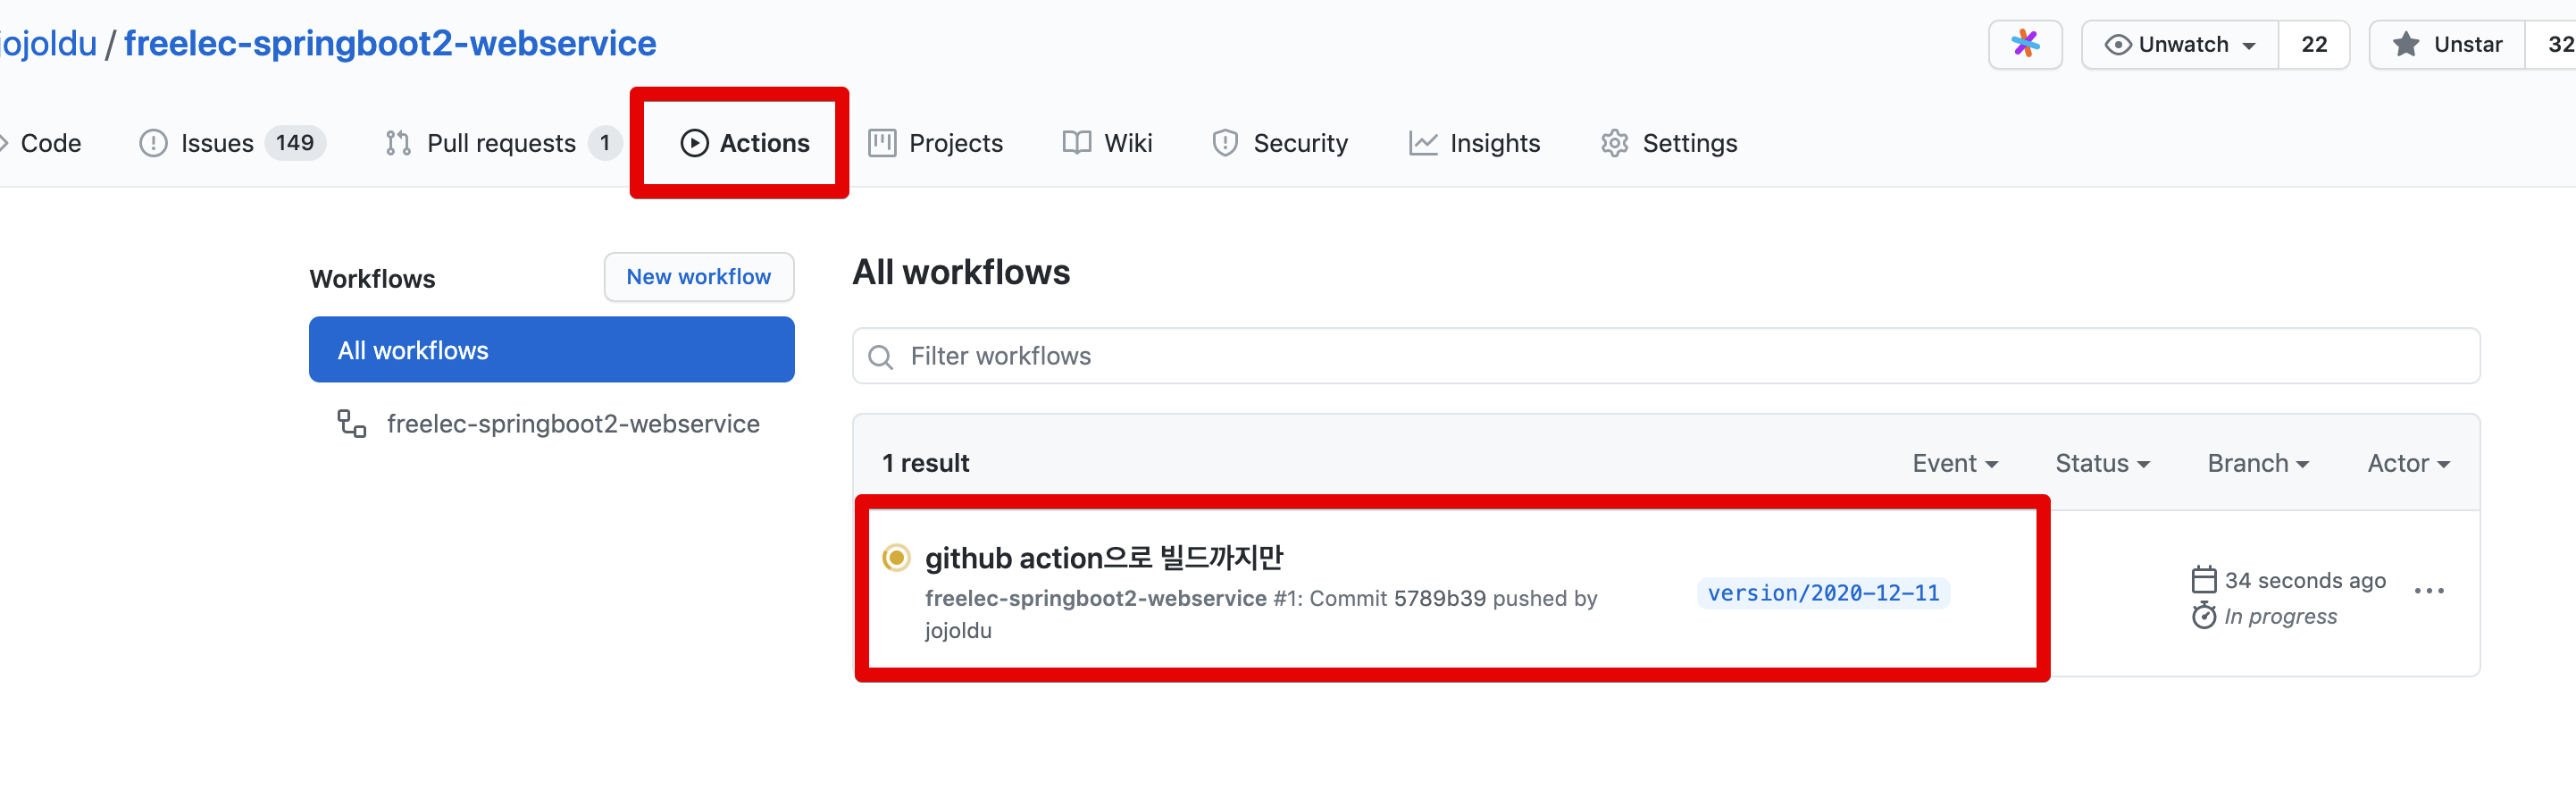 jojoldu / freelec-springboot2-webservice
Unwatch 22
Unstar 32
Code
Issues 149
Pull requests 1
Actions
Projects
Wiki
Security
Insights
Settings
Workflows
New workflow
All workflows
freelec-springboot2-webservice
All workflows
Filter workflows
1 result
Event
Status
Branch
Actor
github action으로 빌드까지만
freelec-springboot2-webservice #1: Commit 5789b39 pushed by
jojoldu
version/2020-12-11
34 seconds ago
In progress